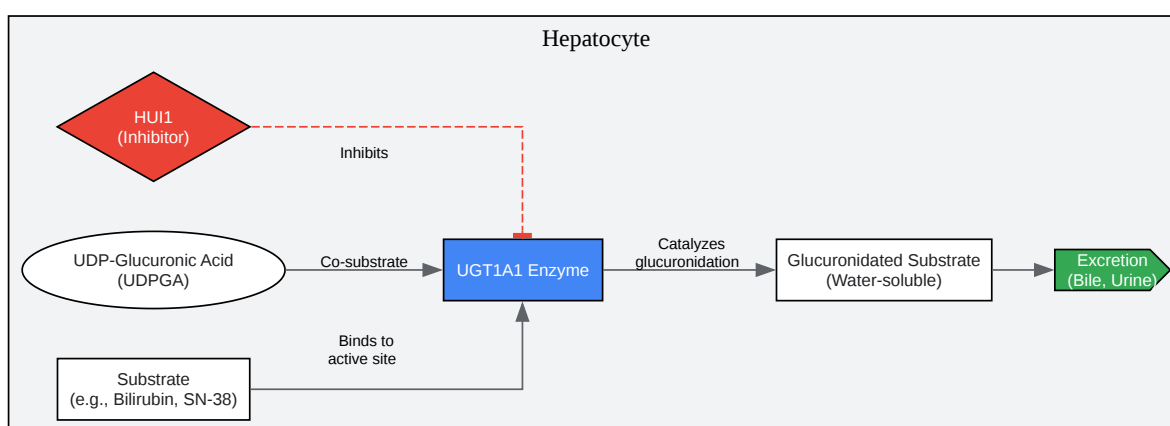 Hepatocyte
HUI1
(Inhibitor)
Inhibits
UDP-Glucuronic Acid
(UDPGA)
Co-substrate
UGT1A1 Enzyme
Catalyzes
glucuronidation
Glucuronidated Substrate
(Water-soluble)
Excretion
(Bile, Urine)
Binds to
active site
Substrate
(e.g., Bilirubin, SN-38)